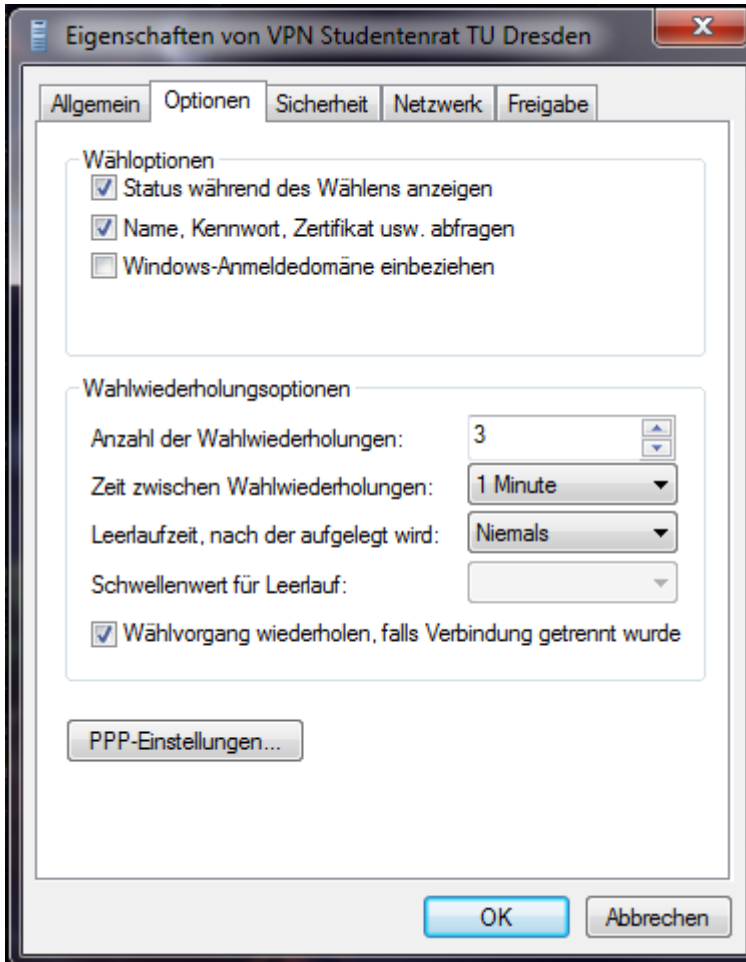 Eigenschaften von VPN Studentenrat TU Dresden
Allgemein Optionen Sicherheit Netzwerk Freigabe
Wähloptionen
Status während des Wählens anzeigen
Name, Kennwort, Zertifikat usw. abfragen
Windows-Anmeldedomäne einbeziehen
Wahlwiederholungsoptionen
Anzahl der Wahlwiederholungen: 3
Zeit zwischen Wahlwiederholungen: 1 Minute
Leerlaufzeit, nach der aufgelegt wird: Niemals
Schwellenwert für Leerlauf:
Wählvorgang wiederholen, falls Verbindung getrennt wurde
PPP-Einstellungen...
OK Abbrechen